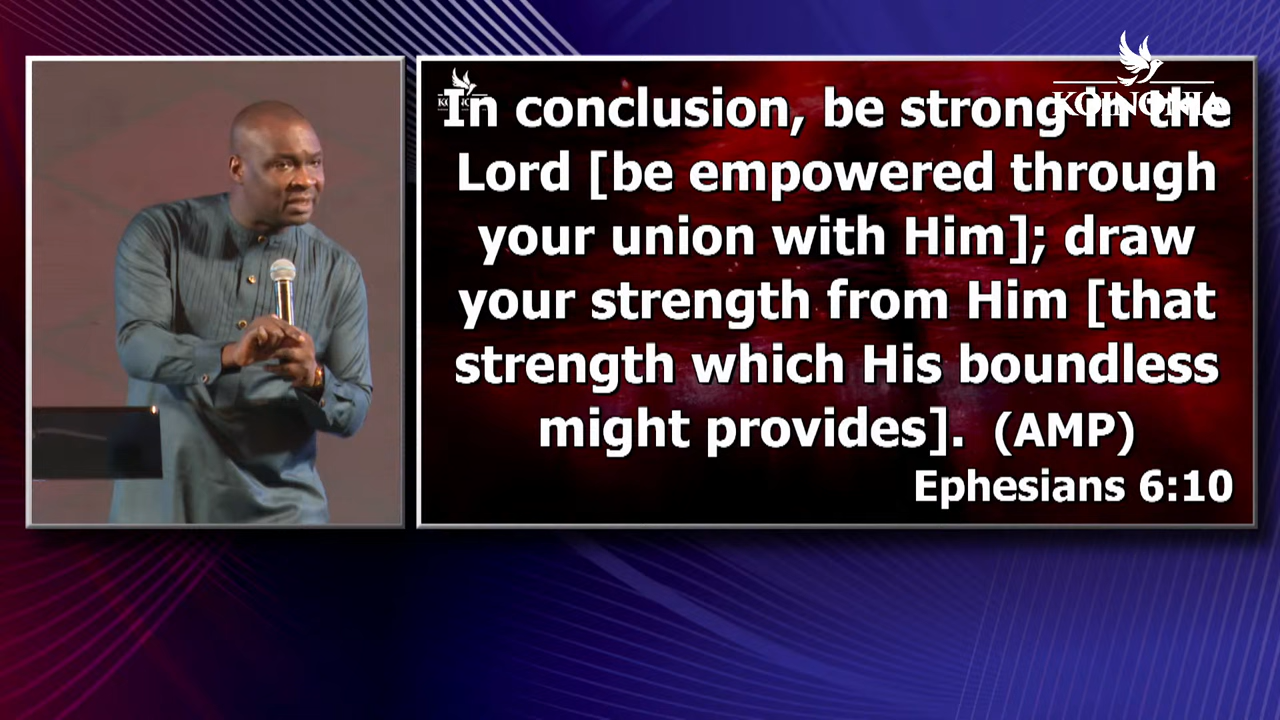 KOINONIA
In conclusion, be strong in the
Lord [be empowered through
your union with Him]; draw
your strength from Him [that
strength which His boundless
might provides]. (AMP)
Ephesians 6:10